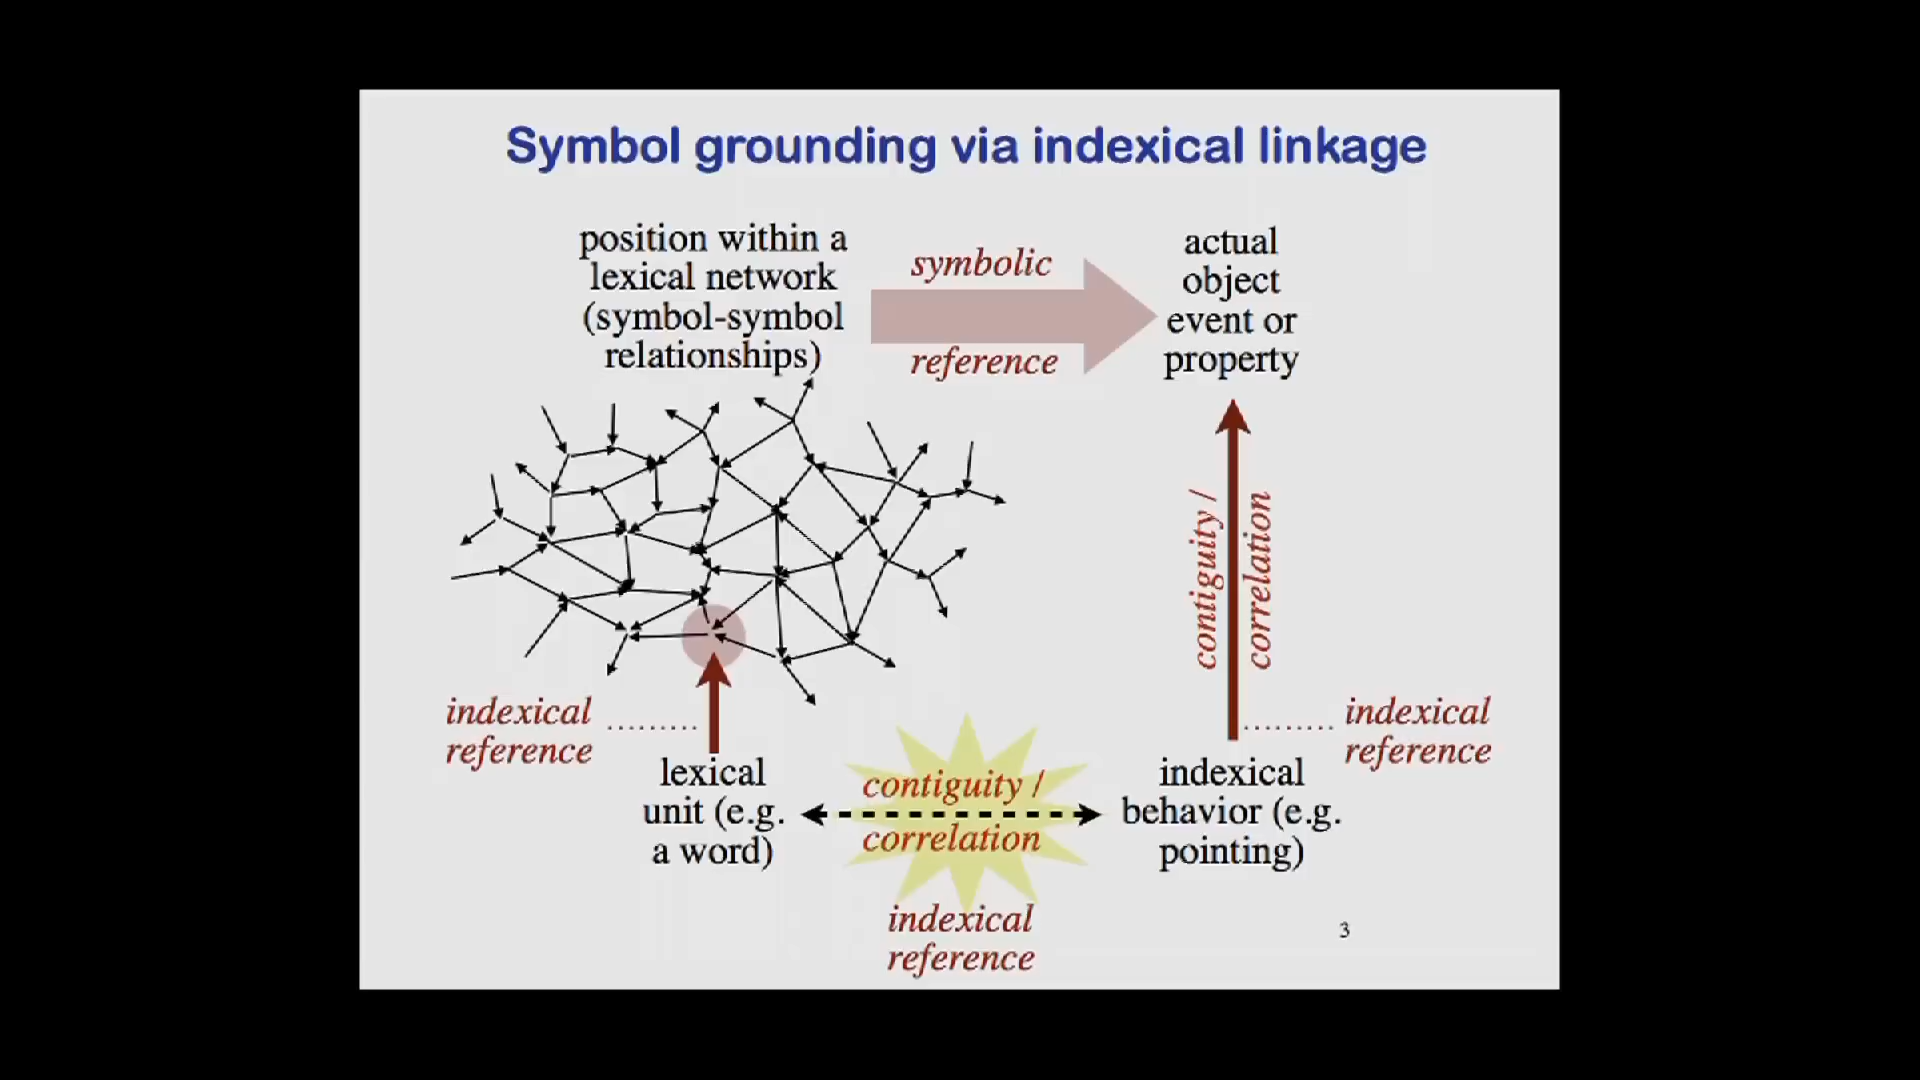 Symbol grounding via indexical linkage
position within a
lexical network
(symbol-symbol
relationships)
symbolic
reference
actual
object
event or
property
contiguity /
correlation
indexical
reference
lexical
unit (e.g.
a word)
contiguity /
correlation
indexical
reference
indexical
behavior (e.g.
pointing)
indexical
reference
3